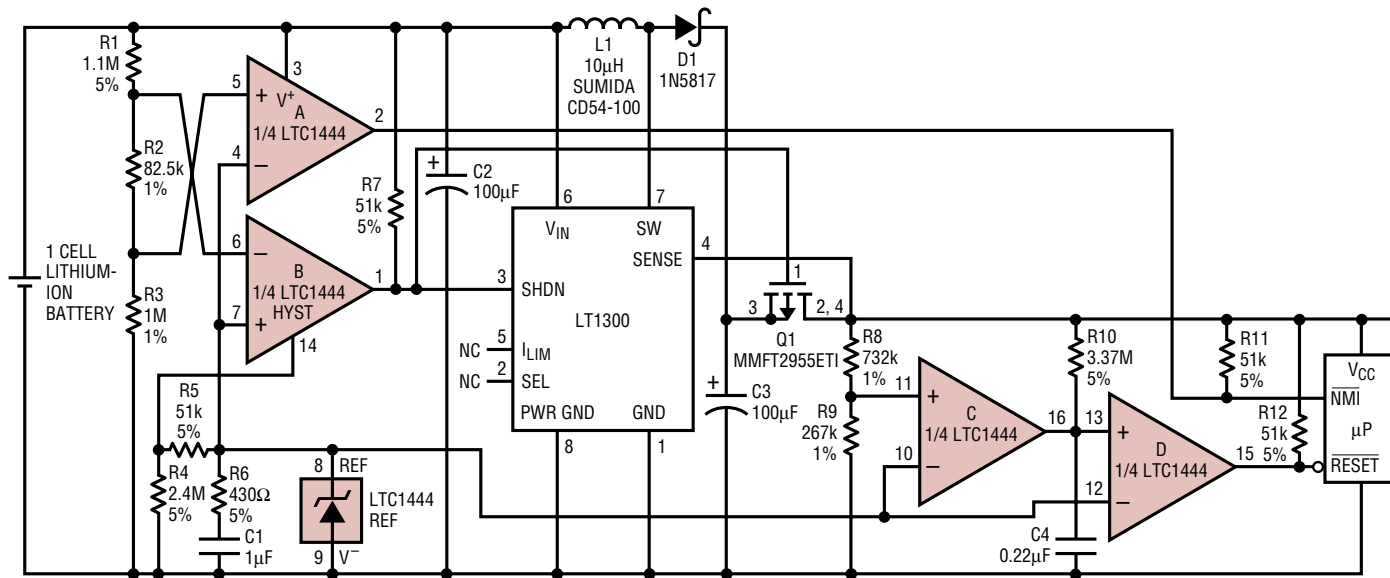 R1
1.1M
5%
R2
82.5k
1%
R3
1M
1%
1 CELL
LITHIUM-
ION
BATTERY
5
+
3
V+
A
1/4 LTC1444
2
4
–
6
–
B
1/4 LTC1444
HYST
1
7
+
14
R5
51k
5%
R4
2.4M
5%
R6
430Ω
5%
C1
1µF
8
REF
LTC1444
REF
9
V–
R7
51k
5%
+
C2
100µF
L1
10µH
SUMIDA
CD54-100
D1
1N5817
6
7
VIN
SW
SENSE
4
3
SHDN
LT1300
NC
5
ILIM
NC
2
SEL
PWR GND
GND
8
1
1
3
2, 4
Q1
MMFT2955ETI
+
C3
100µF
R8
732k
1%
R9
267k
1%
11
+
C
1/4 LTC1444
16
10
–
R10
3.37M
5%
13
+
D
1/4 LTC1444
15
12
–
C4
0.22µF
R11
51k
5%
R12
51k
5%
VCC
NMI
µP
RESET